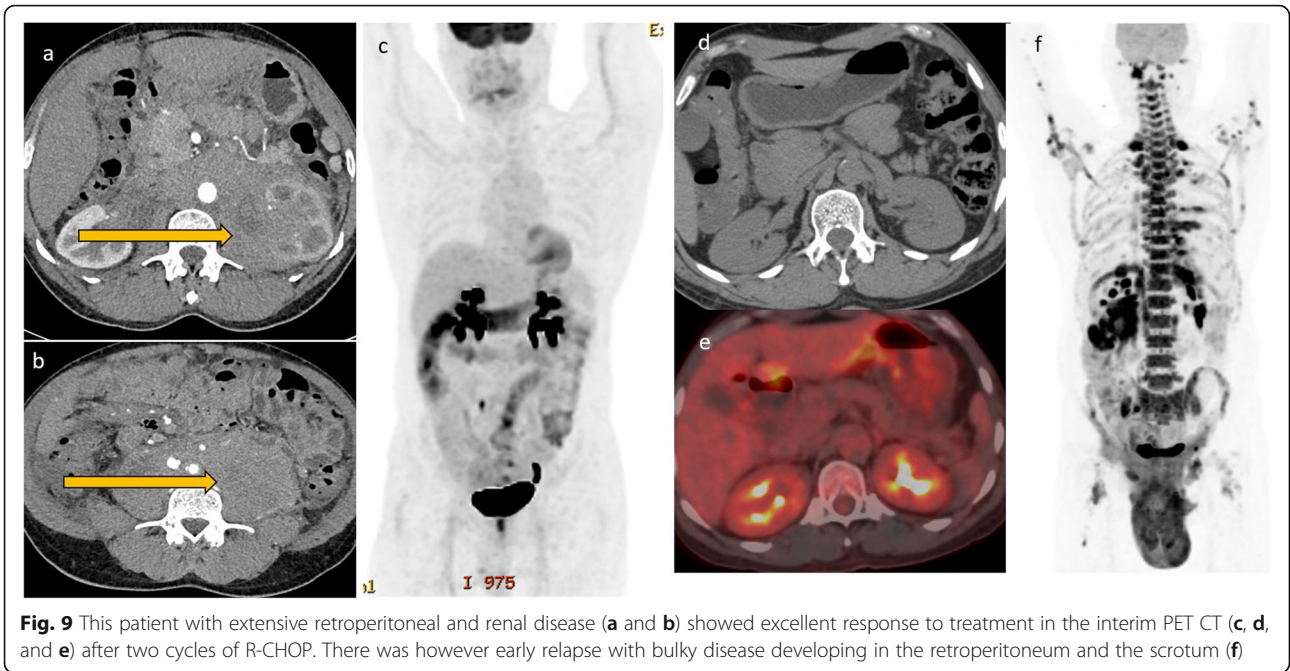 a
b
c
Es
ı1
I 975
d
e
f
Fig. 9 This patient with extensive retroperitoneal and renal disease (a and b) showed excellent response to treatment in the interim PET CT (c, d,
and e) after two cycles of R-CHOP. There was however early relapse with bulky disease developing in the retroperitoneum and the scrotum (f)